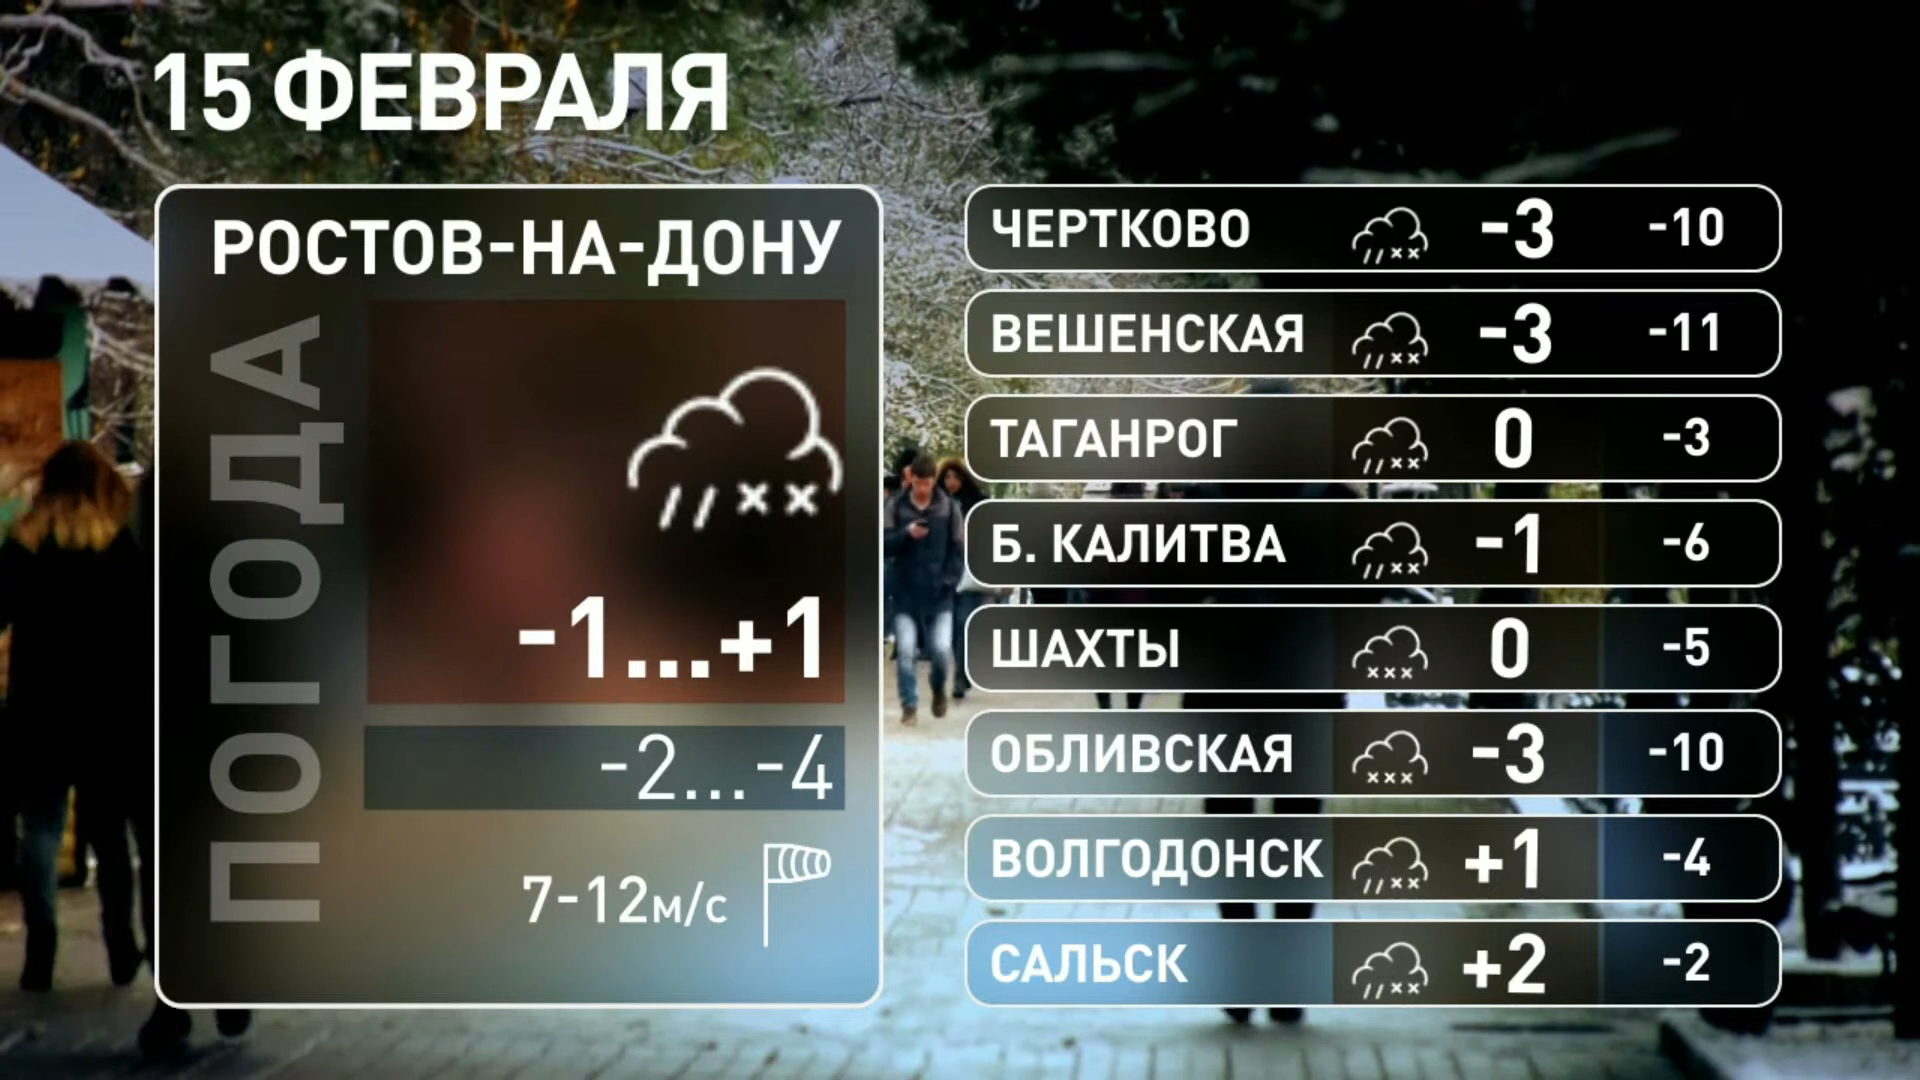 15 ФЕВРАЛЯ
РОСТОВ-НА-ДОНУ
ПОГОДА
-1...+1
-2...-4
7-12м/с
ЧЕРТКОВО -3 -10
ВЕШЕНСКАЯ -3 -11
ТАГАНРОГ 0 -3
Б. КАЛИТВА -1 -6
ШАХТЫ 0 -5
ОБЛИВСКАЯ -3 -10
ВОЛГОДОНСК +1 -4
САЛЬСК +2 -2